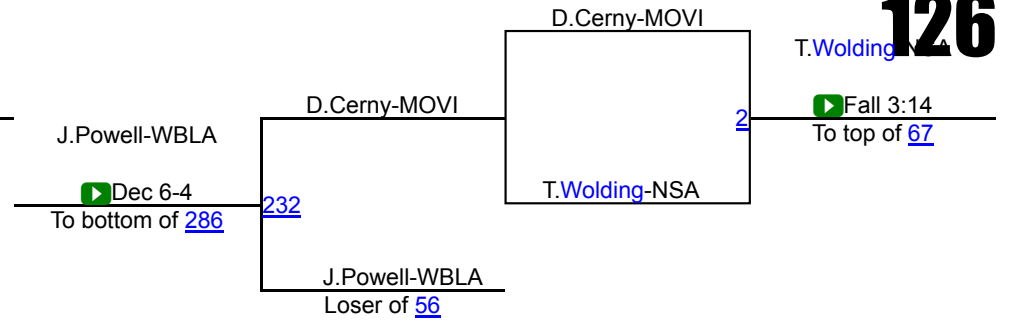 D.Cerny-MOVI
126
T.Wolding-NSA
D.Cerny-MOVI
Fall 3:14
2
To top of 67
J.Powell-WBLA
Dec 6-4
T.Wolding-NSA
232
To bottom of 286
J.Powell-WBLA
Loser of 56